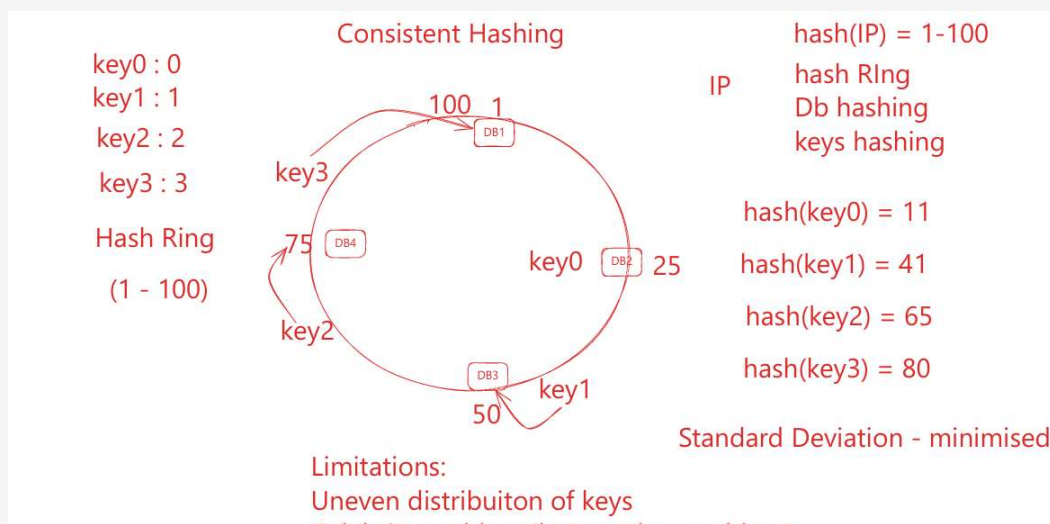 Consistent Hashing
key0 : 0
key1 : 1
key2 : 2
key3 : 3
Hash Ring
(1 - 100)
100 1
DB1
key3
75
DB4
key0
DB2
25
key2
DB3
key1
50
IP
hash(IP) = 1-100
hash RIng
Db hashing
keys hashing
hash(key0) = 11
hash(key1) = 41
hash(key2) = 65
hash(key3) = 80
Standard Deviation - minimised
Limitations:
Uneven distribuiton of keys